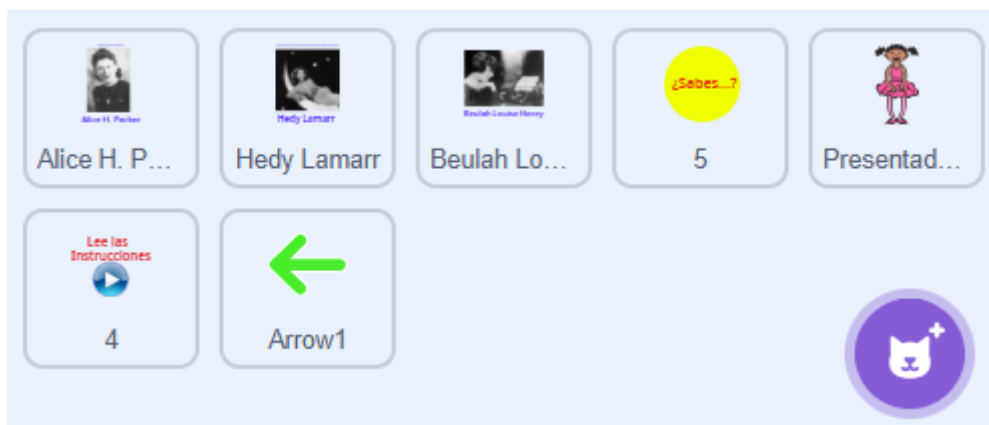 Alice H. Parker
Hedy Lamarr
Beulah Louise Henry
¿Sabes...?
Alice H. P...
Hedy Lamarr
Beulah Lo...
5
Presentad...
Lee las
Instrucciones
4
Arrow1